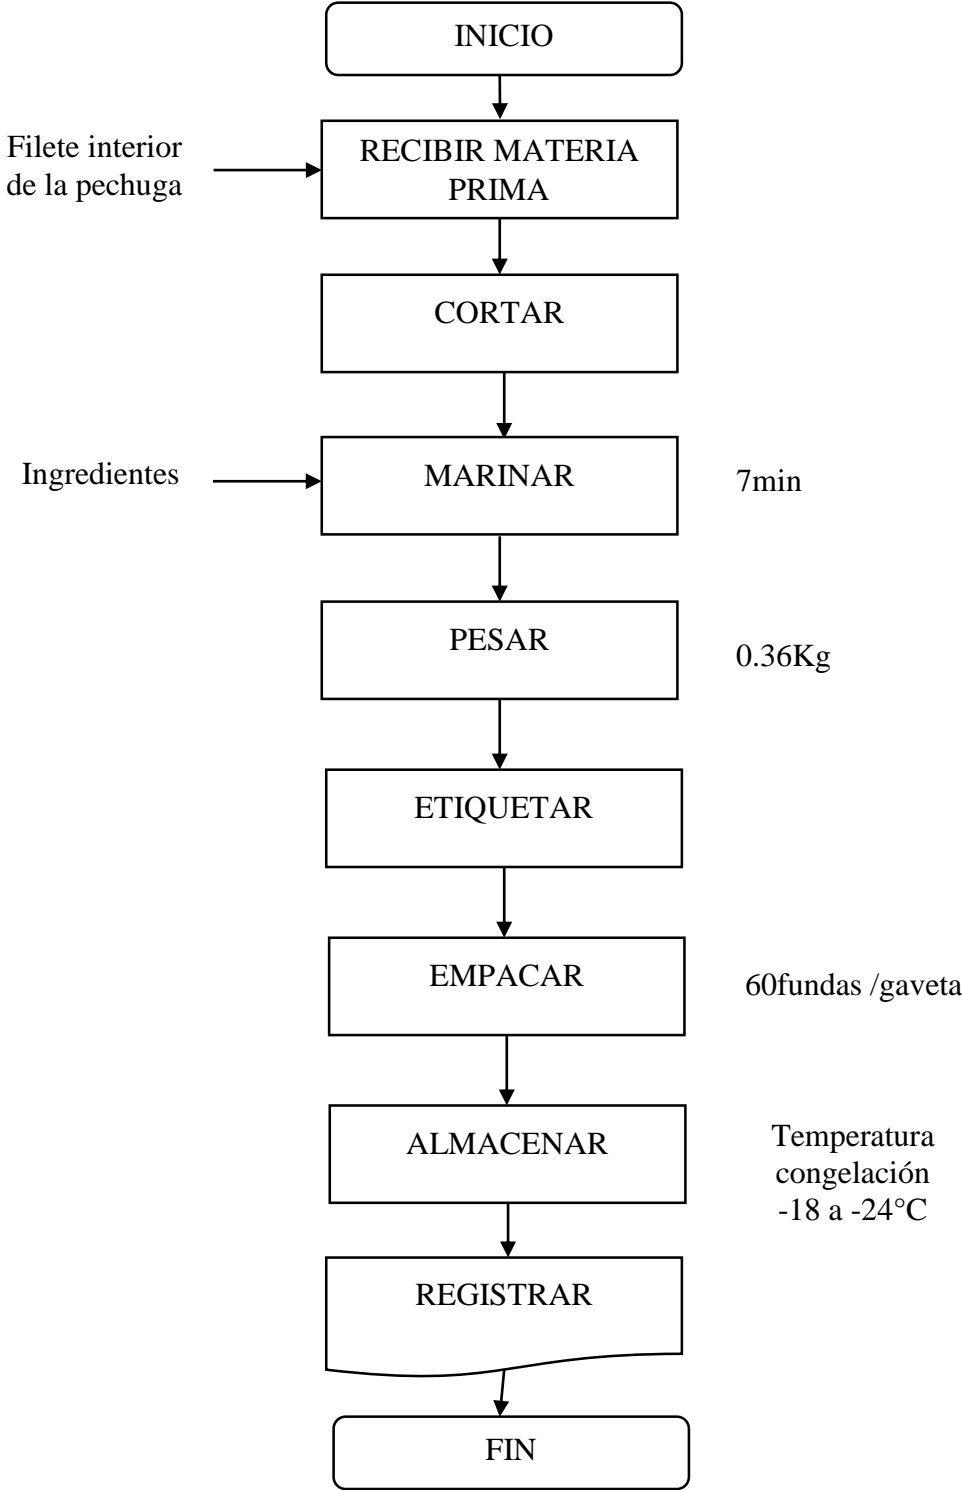 INICIO
Filete interior
de la pechuga
RECIBIR MATERIA
PRIMA
CORTAR
Ingredientes
MARINAR
7min
PESAR
0.36Kg
ETIQUETAR
EMPACAR
60fundas /gaveta
ALMACENAR
Temperatura
congelación
-18 a -24°C
REGISTRAR
FIN